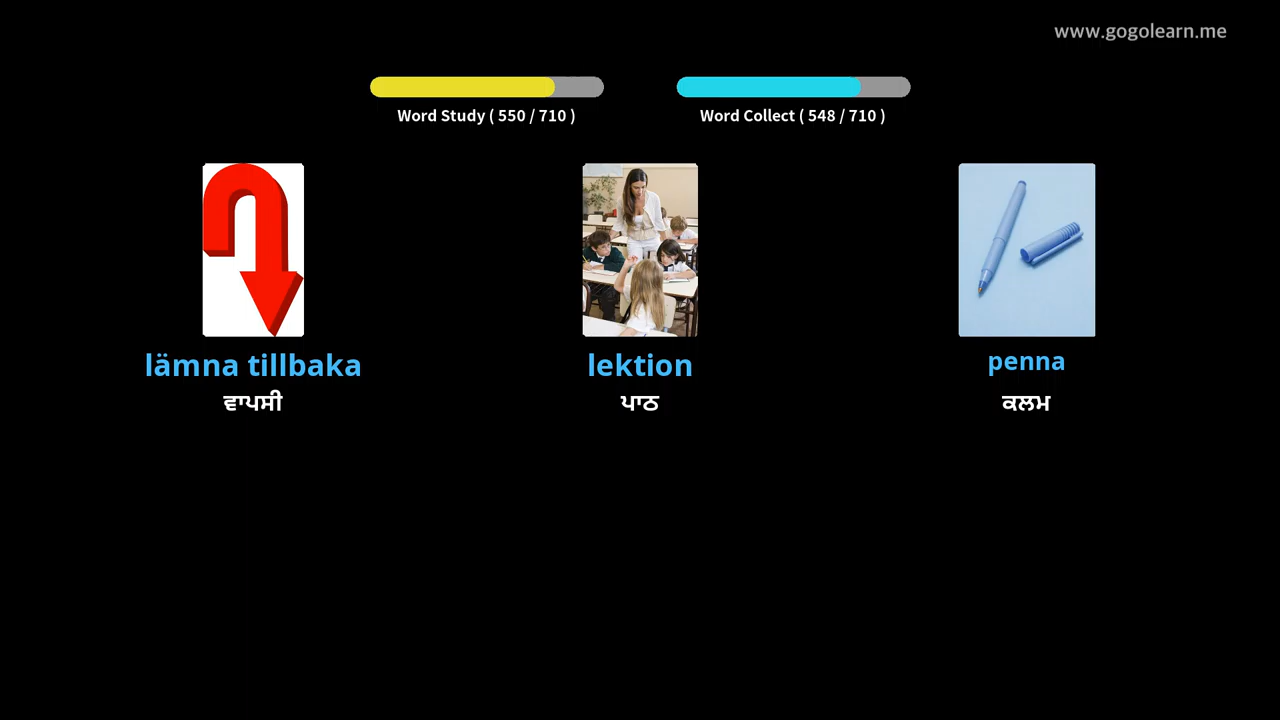 www.gogolearn.me
Word Study ( 550 / 710 )
Word Collect ( 548 / 710 )
lämna tillbaka
ਵਾਪਸੀ
lektion
ਪਾਠ
penna
ਕਲਮ